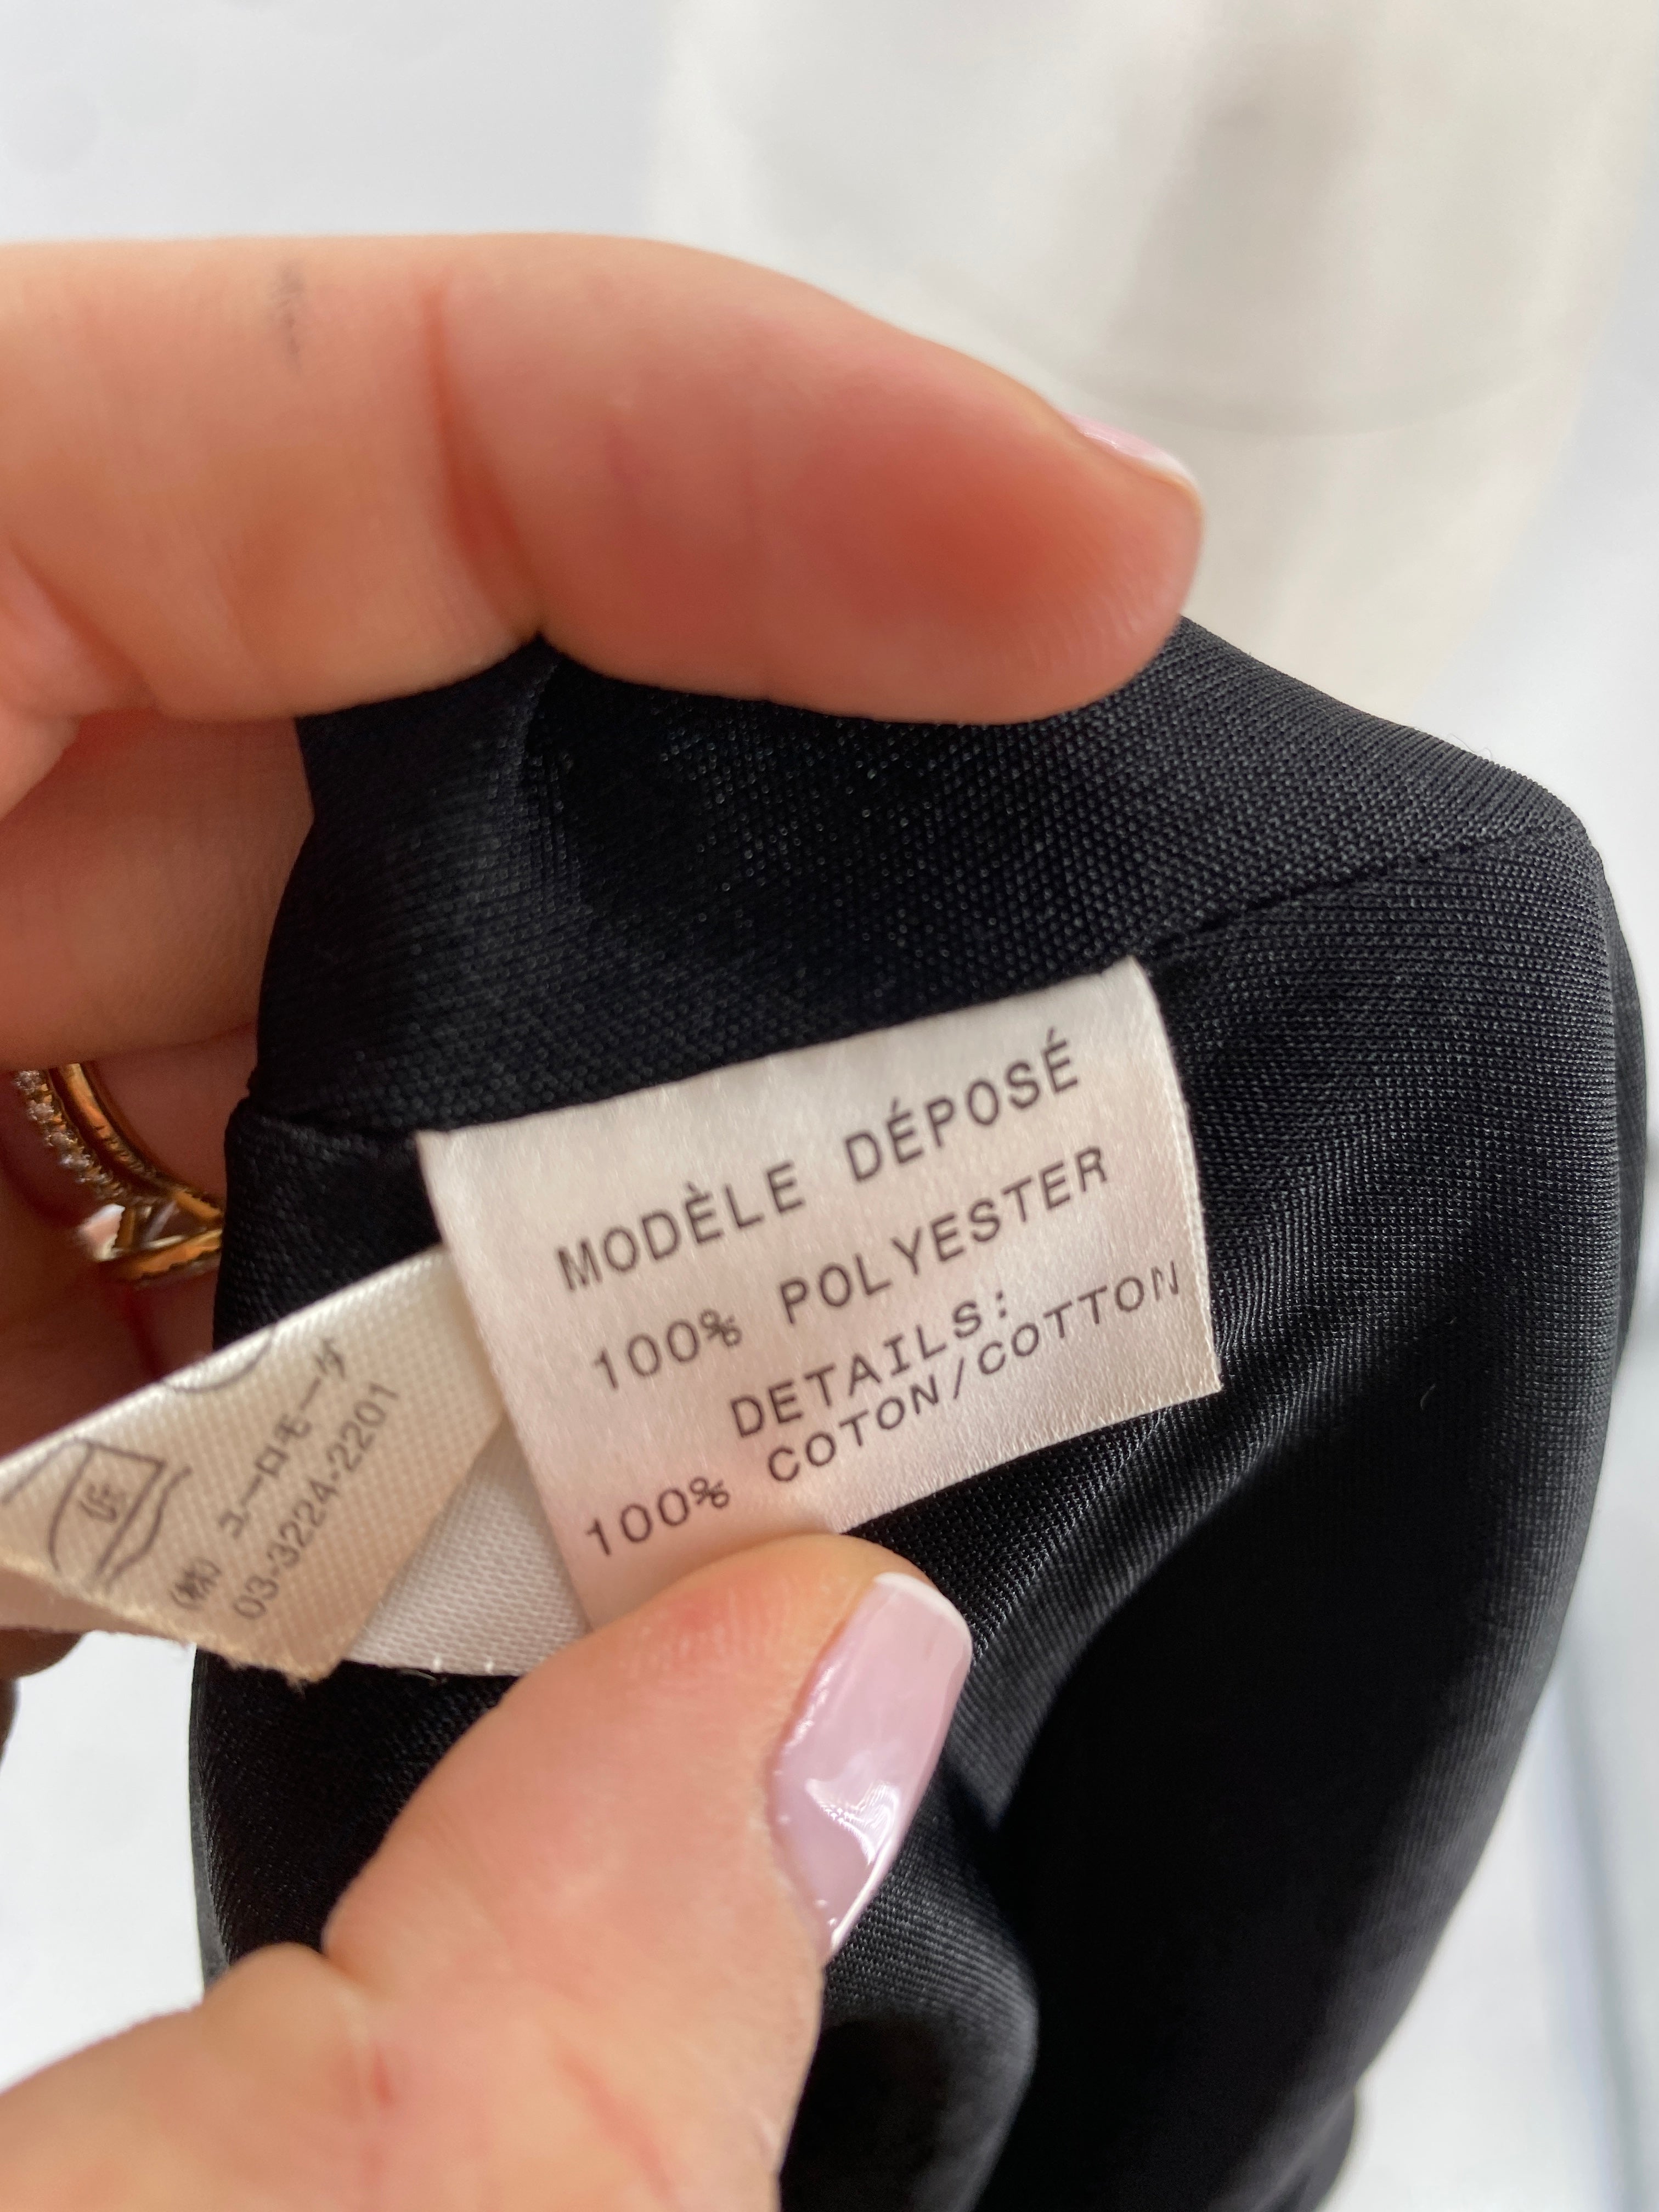 MODÈLE DÉPOSÉ
100% POLYESTER
DETAILS:
100% COTON/COTTON
(株) ユーロモーダ
03-3224-2201